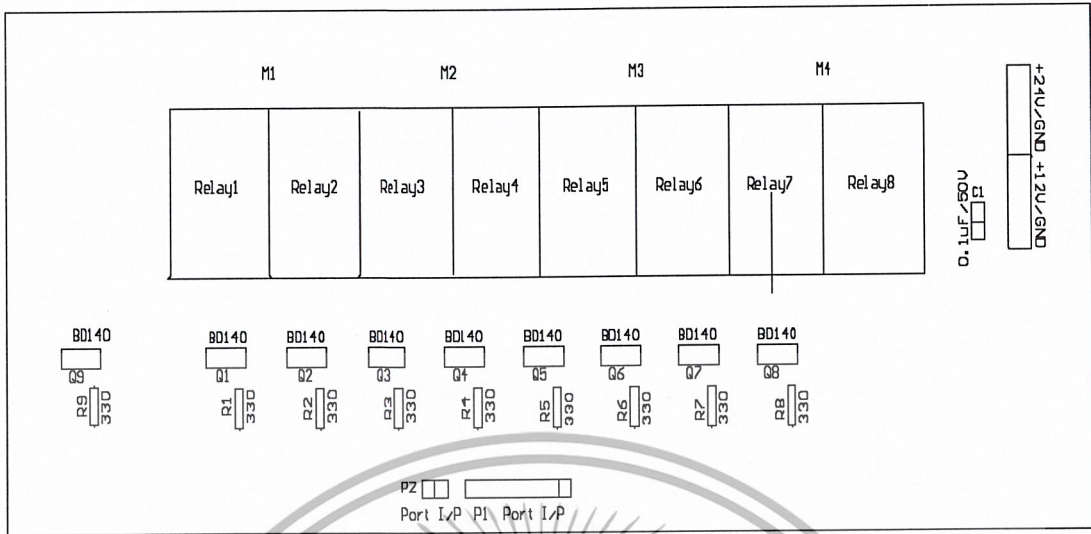 M1 M2 M3 M4
+24V/GND +12V/GND
Relay1 Relay2 Relay3 Relay4 Relay5 Relay6 Relay7 Relay8
C1
0.1uF/50V
BD140 BD140 BD140 BD140 BD140 BD140 BD140 BD140 BD140
Q9 Q1 Q2 Q3 Q4 Q5 Q6 Q7 Q8
R9 330 R1 330 R2 330 R3 330 R4 330 R5 330 R6 330 R7 330 R8 330
P2
Port I/P P1 Port I/P